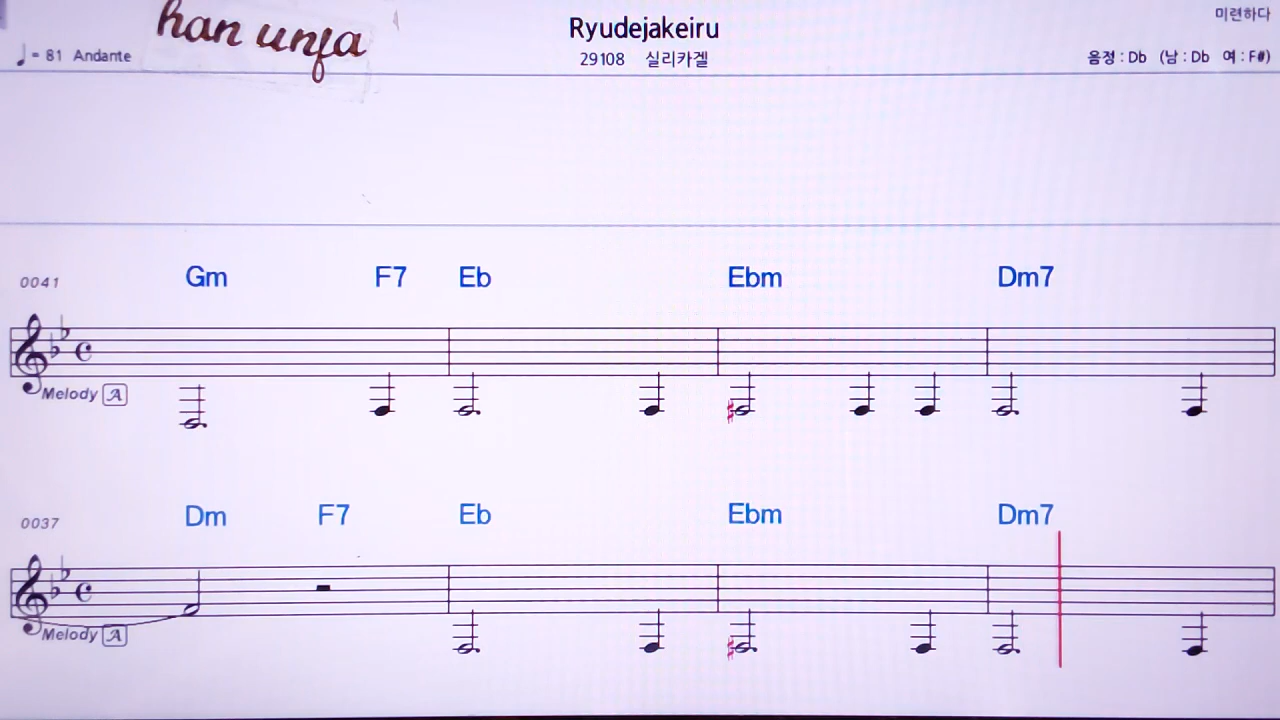 han unfa
Ryudejakeiru
미련하다
♩= 81 Andante
29108 실리카겔
음정 : Db (남 : Db 여 : F#)
0041
Gm F7 Eb Ebm Dm7
Melody A
0037
Dm F7 Eb Ebm Dm7
Melody A